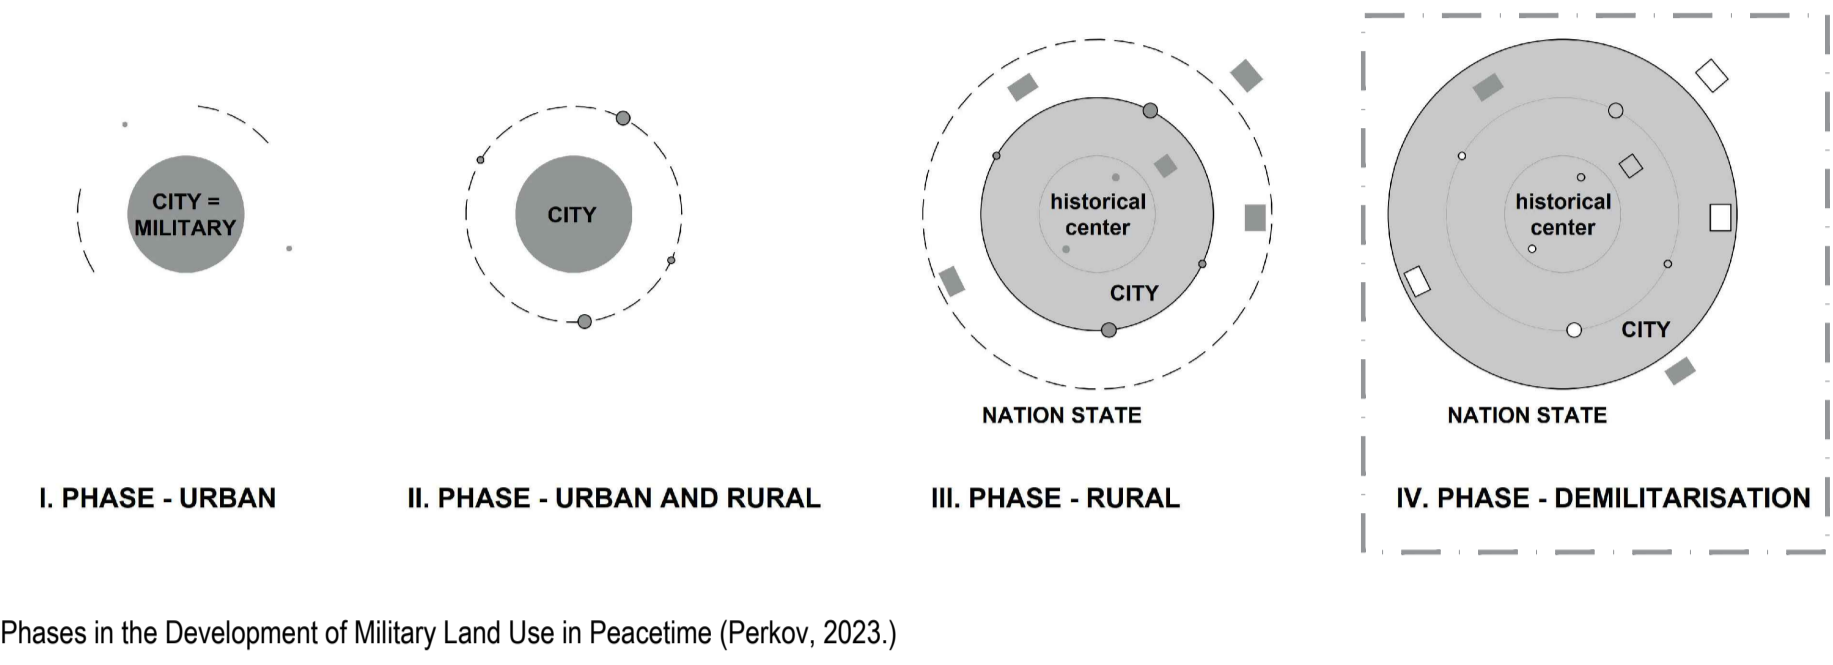 CITY =
MILITARY
CITY
historical
center
CITY
NATION STATE
historical
center
CITY
NATION STATE
I. PHASE - URBAN
II. PHASE - URBAN AND RURAL
III. PHASE - RURAL
IV. PHASE - DEMILITARISATION
Phases in the Development of Military Land Use in Peacetime (Perkov, 2023.)